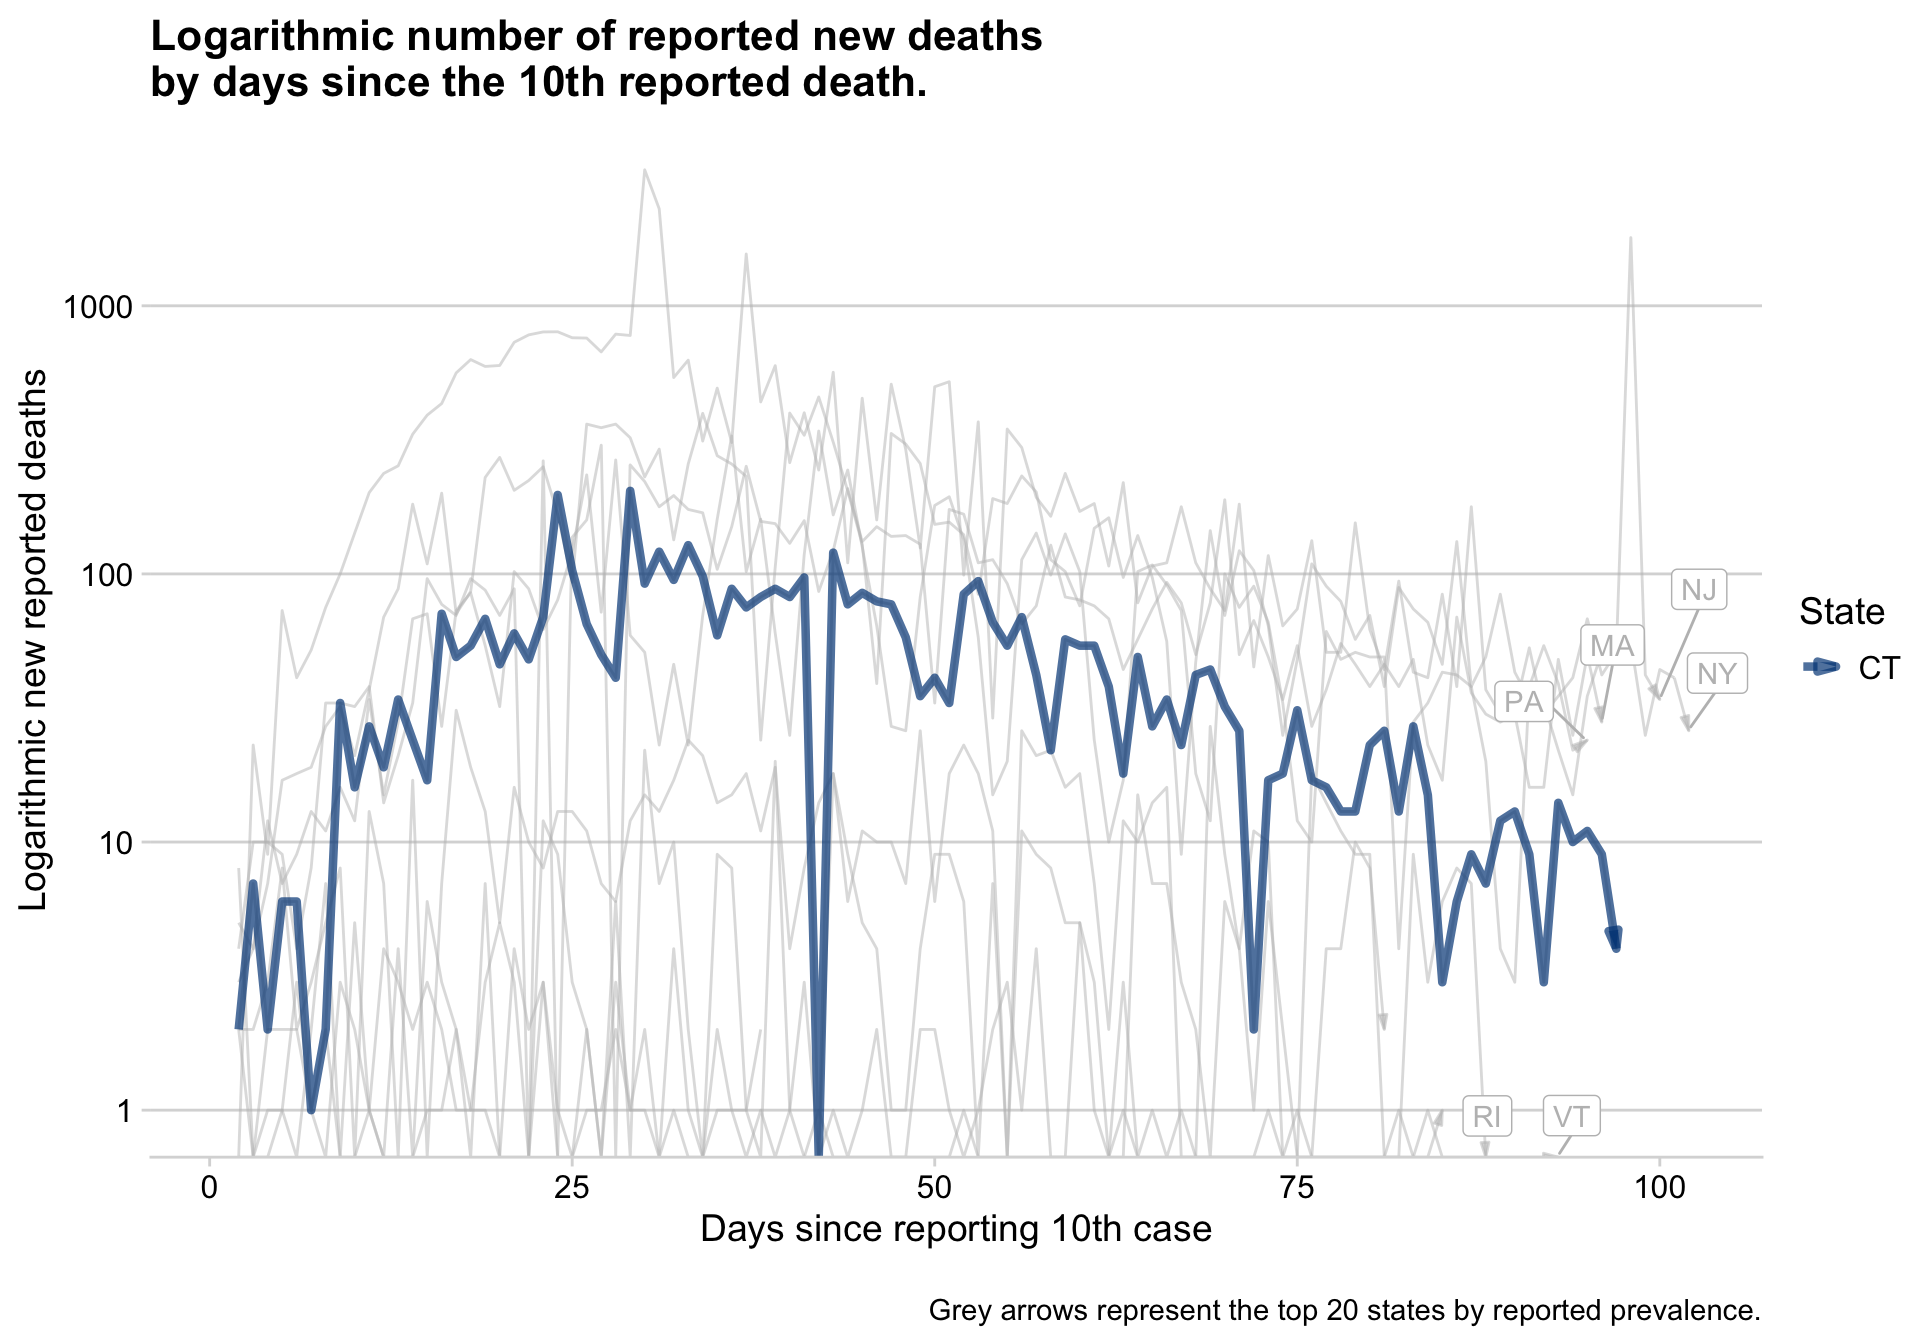 Logarithmic number of reported new deaths
by days since the 10th reported death.
Logarithmic new reported deaths
1000
100
10
1
NJ
MA
NY
PA
RI
VT
State
CT
0
25
50
75
100
Days since reporting 10th case
Grey arrows represent the top 20 states by reported prevalence.